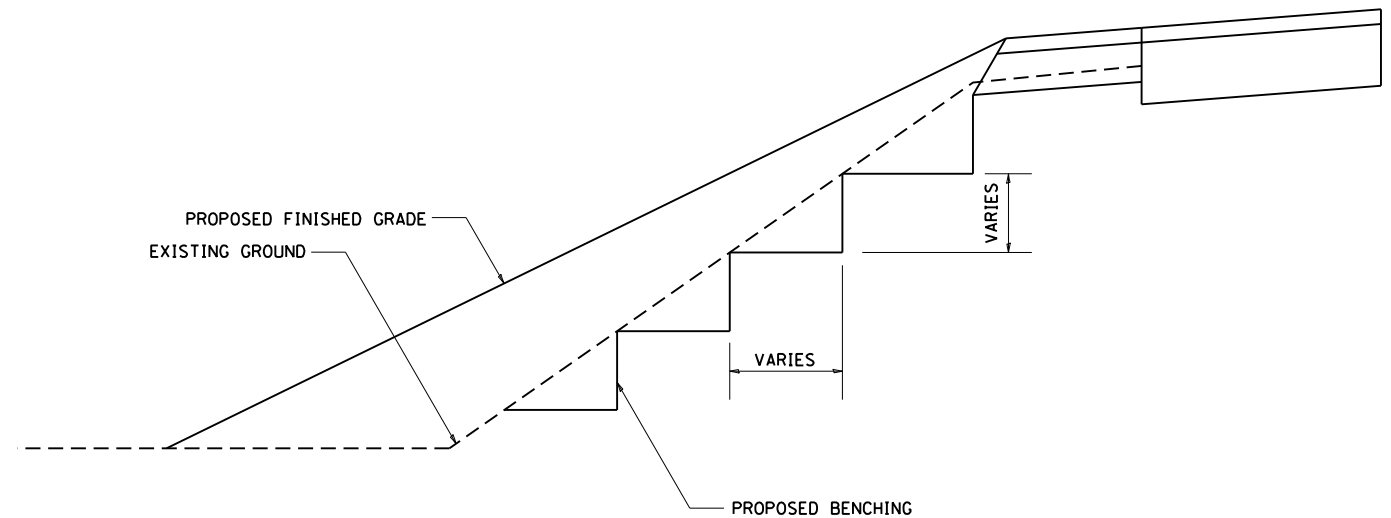 PROPOSED FINISHED GRADE
EXISTING GROUND
VARIES
VARIES
PROPOSED BENCHING